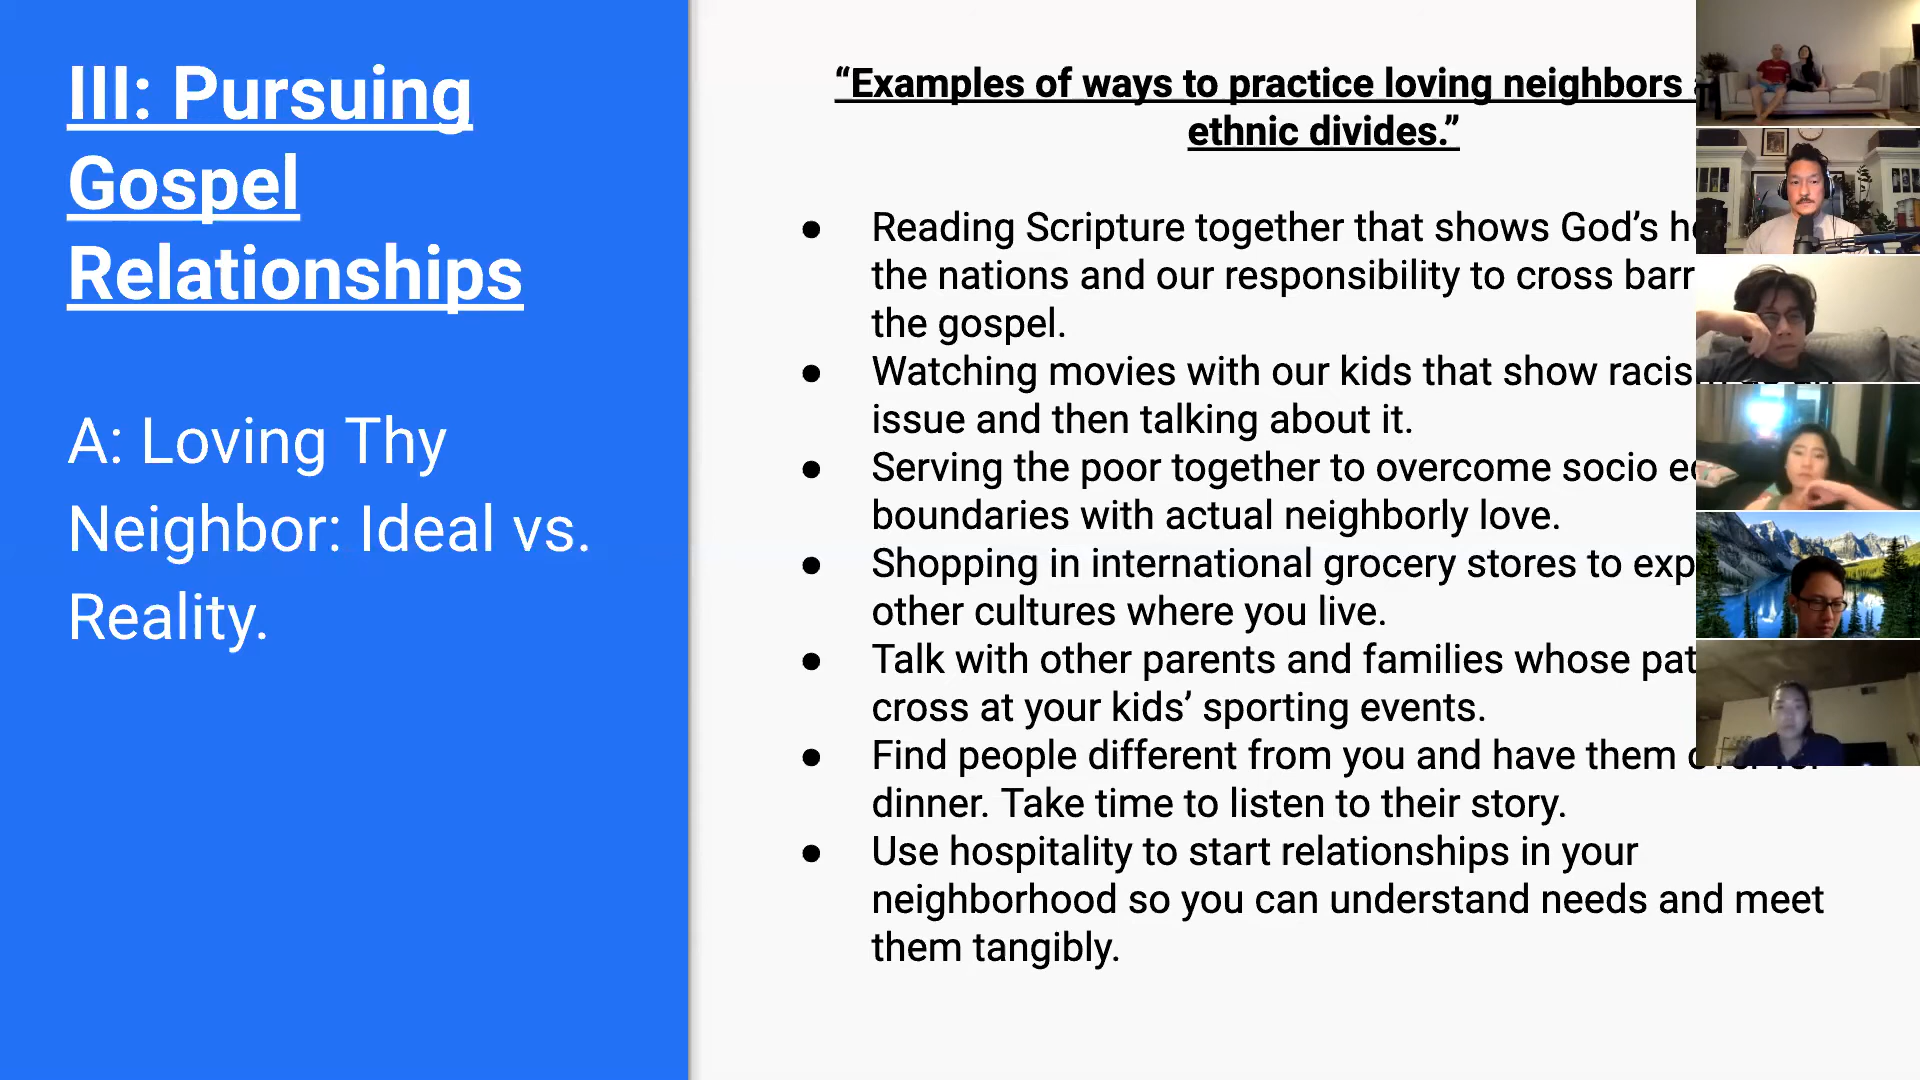 III: Pursuing
Gospel
Relationships
A: Loving Thy
Neighbor: Ideal vs.
Reality.
“Examples of ways to practice loving neighbors
ethnic divides.”
● Reading Scripture together that shows God’s
the nations and our responsibility to cross
the gospel.
● Watching movies with our kids that show racism as an
issue and then talking about it.
● Serving the poor together to overcome socio
boundaries with actual neighborly love.
● Shopping in international grocery stores to
other cultures where you live.
● Talk with other parents and families whose
cross at your kids’ sporting events.
● Find people different from you and have them over for
dinner. Take time to listen to their story.
● Use hospitality to start relationships in your
neighborhood so you can understand needs and meet
them tangibly.